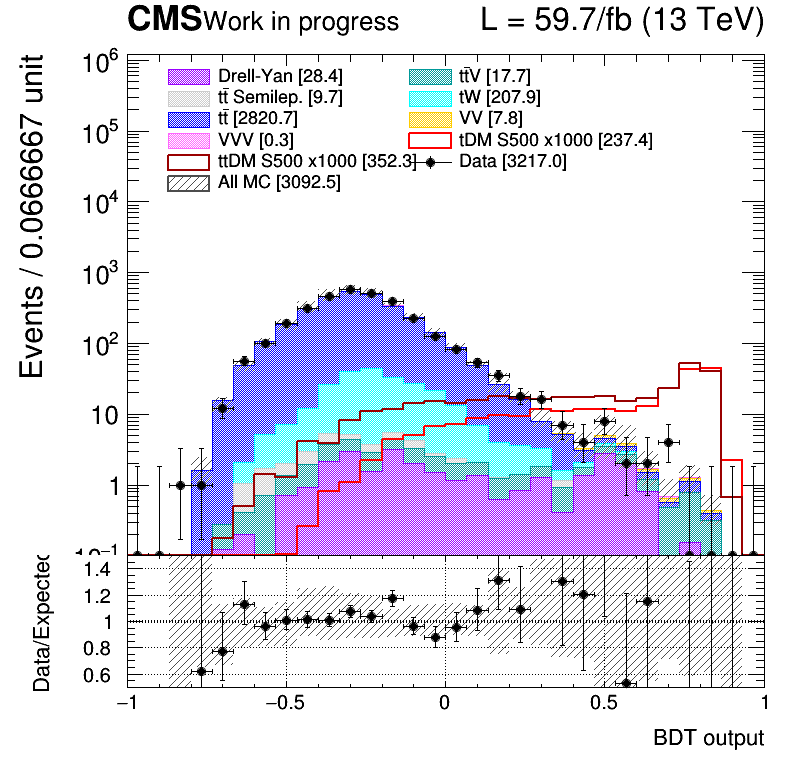 CMS Work in progress L = 59.7/fb (13 TeV)
Events / 0.0666667 unit
10⁶
10⁵
10⁴
10³
10²
10
1
10⁻¹
Drell-Yan [28.4] tt̄V [17.7]
tt̄ Semilep. [9.7] tW [207.9]
tt̄ [2820.7] VV [7.8]
VVV [0.3] tDM S500 x1000 [237.4]
ttDM S500 x1000 [352.3] Data [3217.0]
All MC [3092.5]
Data/Expected
1.4
1.2
1
0.8
0.6
−1 −0.5 0 0.5 1
BDT output